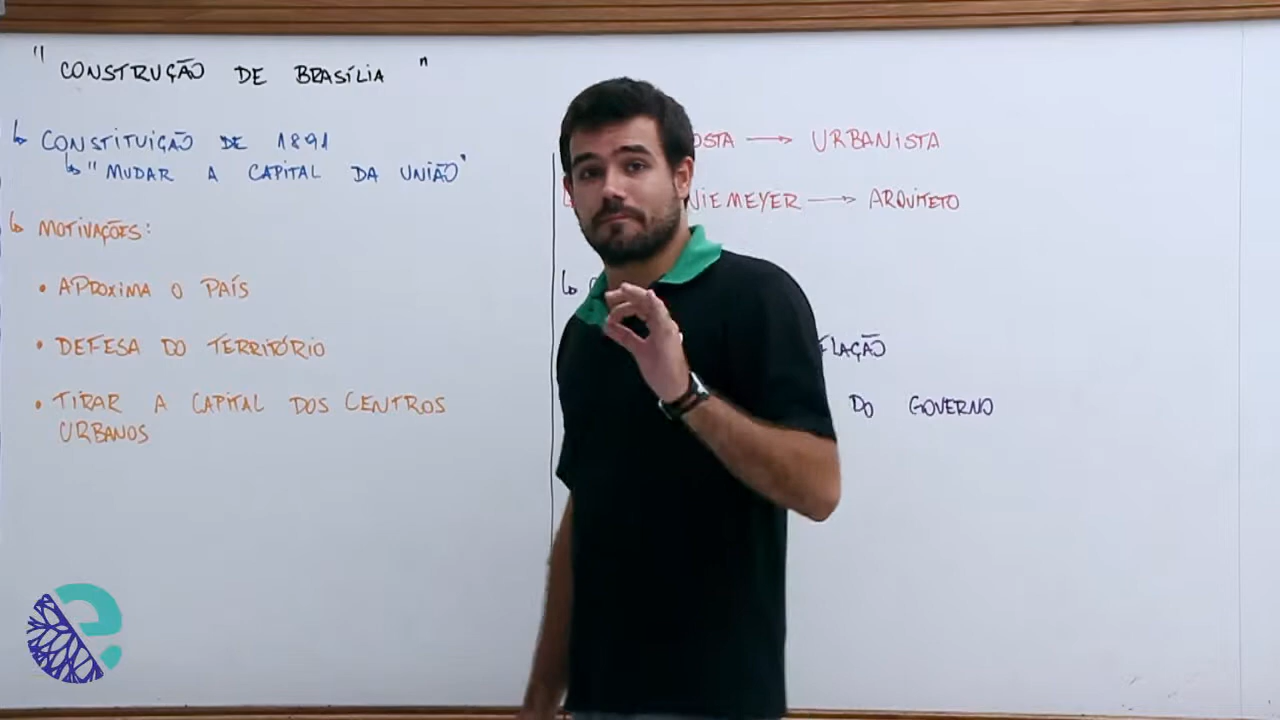 "CONSTRUÇÃO DE BRASÍLIA"
↳ CONSTITUIÇÃO DE 1891
↳ "MUDAR A CAPITAL DA UNIÃO"
↳ MOTIVAÇÕES:
• APROXIMA O PAÍS
• DEFESA DO TERRITÓRIO
• TIRAR A CAPITAL DOS CENTROS
URBANOS
OSTA → URBANISTA
NIEMEYER → ARQUITETO
FLAÇÃO
DO GOVERNO
e